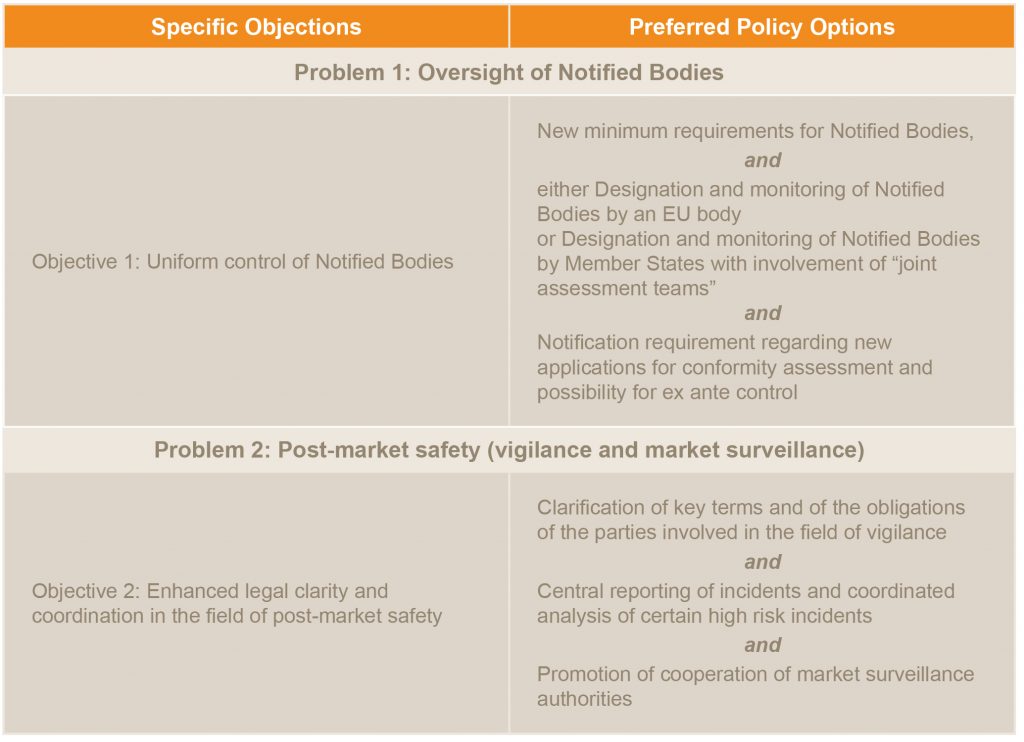 Specific Objections
Preferred Policy Options
Problem 1: Oversight of Notified Bodies
Objective 1: Uniform control of Notified Bodies
New minimum requirements for Notified Bodies,
and
either Designation and monitoring of Notified
Bodies by an EU body
or Designation and monitoring of Notified Bodies
by Member States with involvement of “joint
assessment teams”
and
Notification requirement regarding new
applications for conformity assessment and
possibility for ex ante control
Problem 2: Post-market safety (vigilance and market surveillance)
Objective 2: Enhanced legal clarity and
coordination in the field of post-market safety
Clarification of key terms and of the obligations
of the parties involved in the field of vigilance
and
Central reporting of incidents and coordinated
analysis of certain high risk incidents
and
Promotion of cooperation of market surveillance
authorities